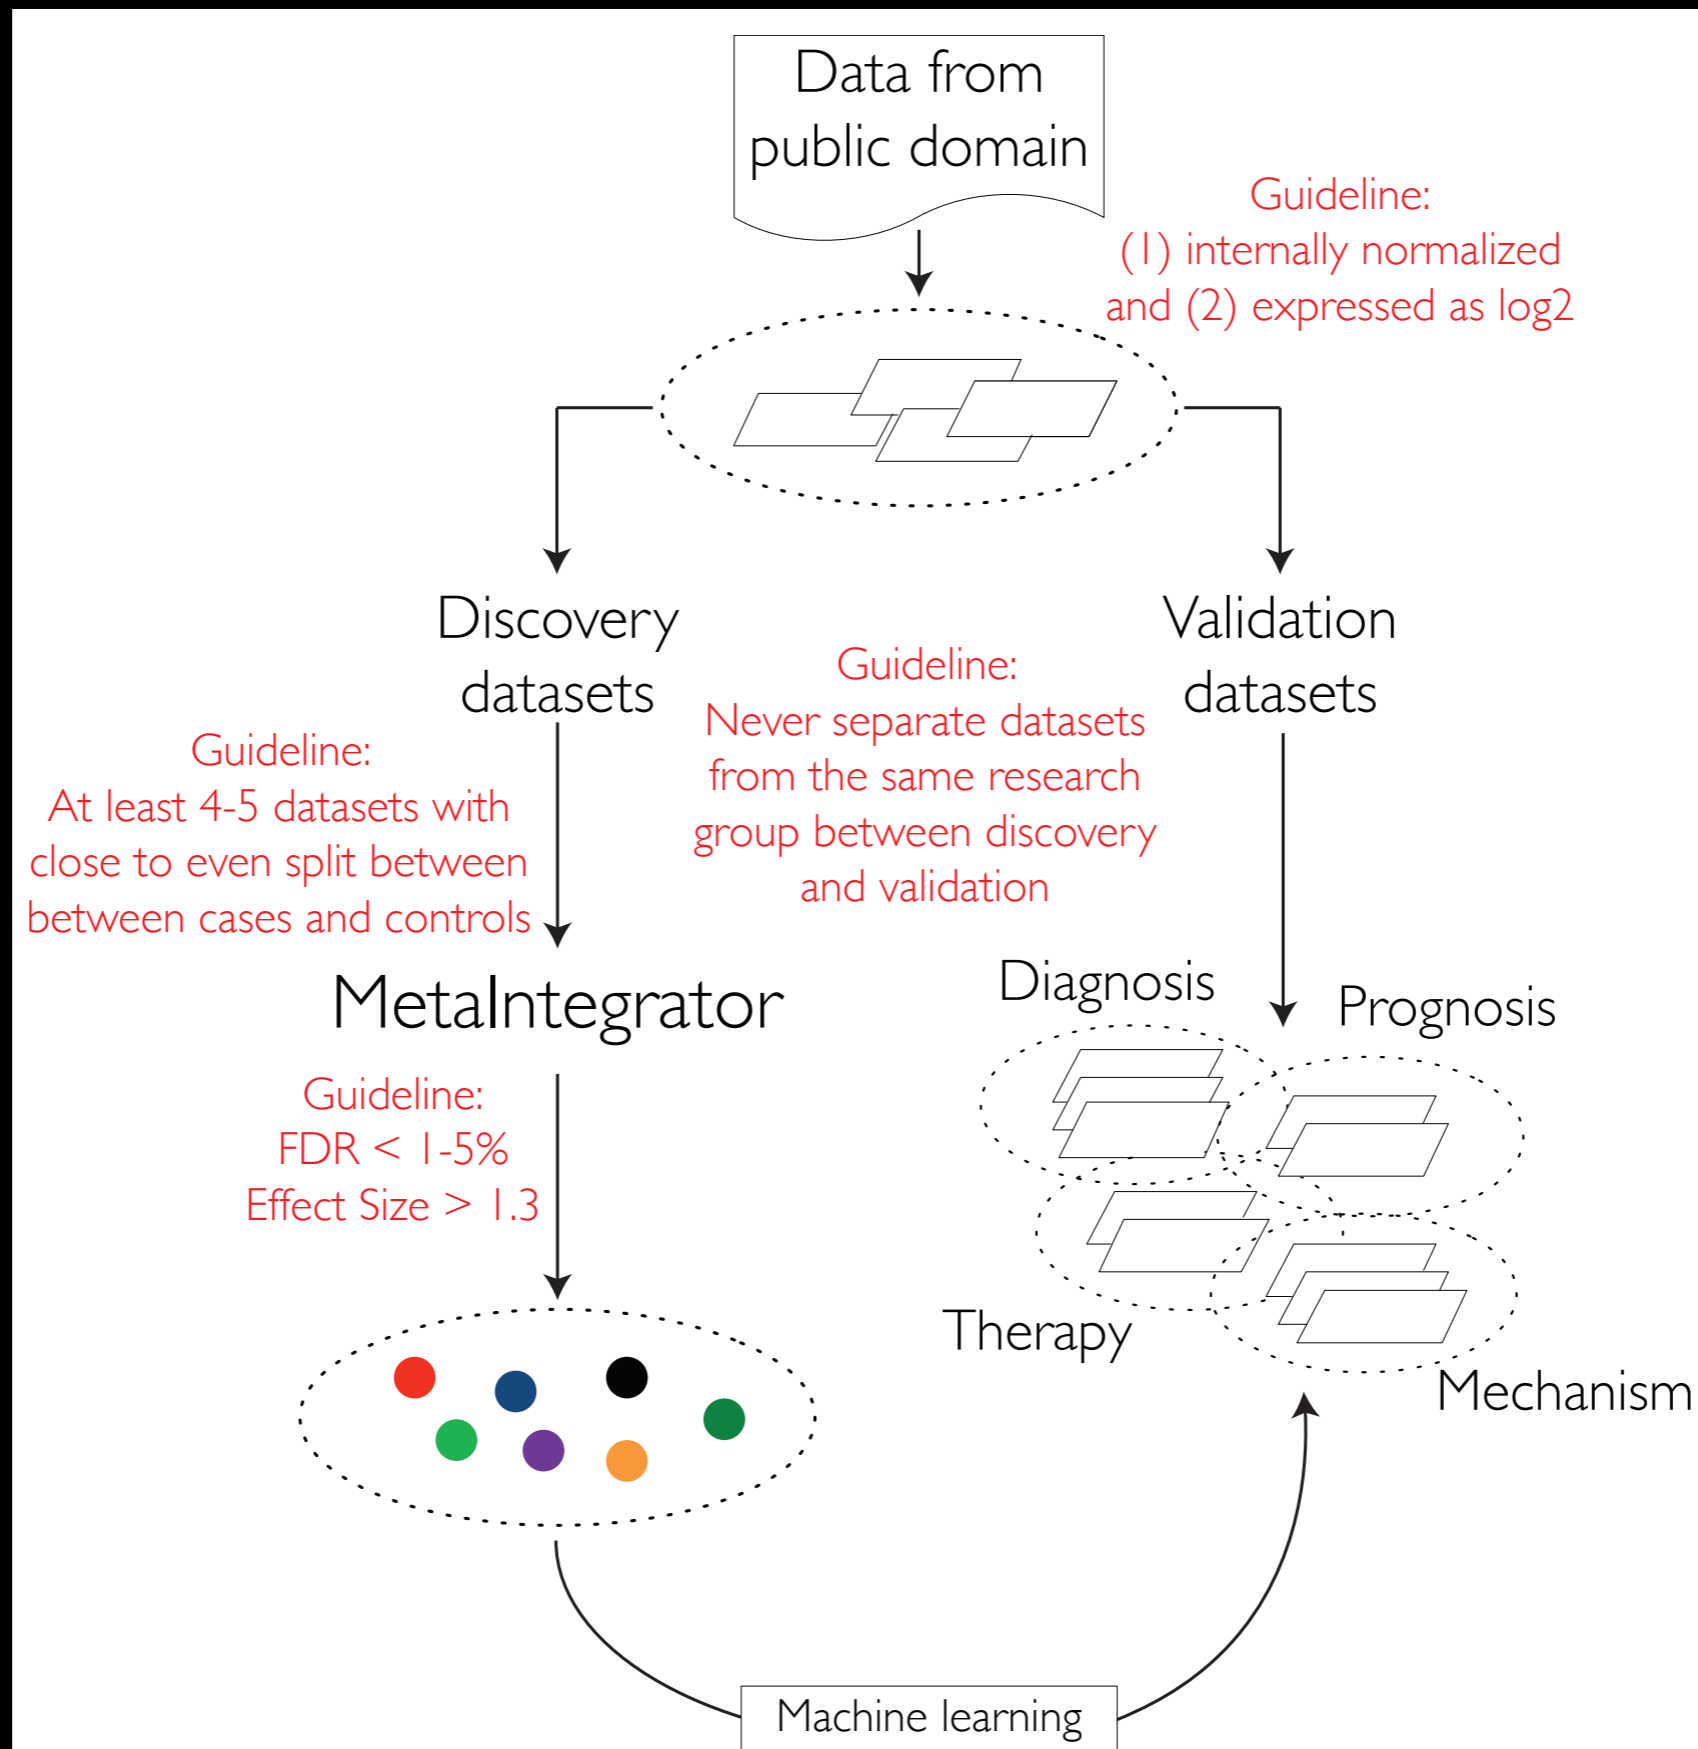 Data from
public domain
Guideline:
(1) internally normalized
and (2) expressed as log2
Discovery
datasets
Validation
datasets
Guideline:
Never separate datasets
from the same research
group between discovery
and validation
Guideline:
At least 4-5 datasets with
close to even split between
between cases and controls
MetaIntegrator
Diagnosis
Prognosis
Guideline:
FDR < 1-5%
Effect Size > 1.3
Therapy
Mechanism
Machine learning